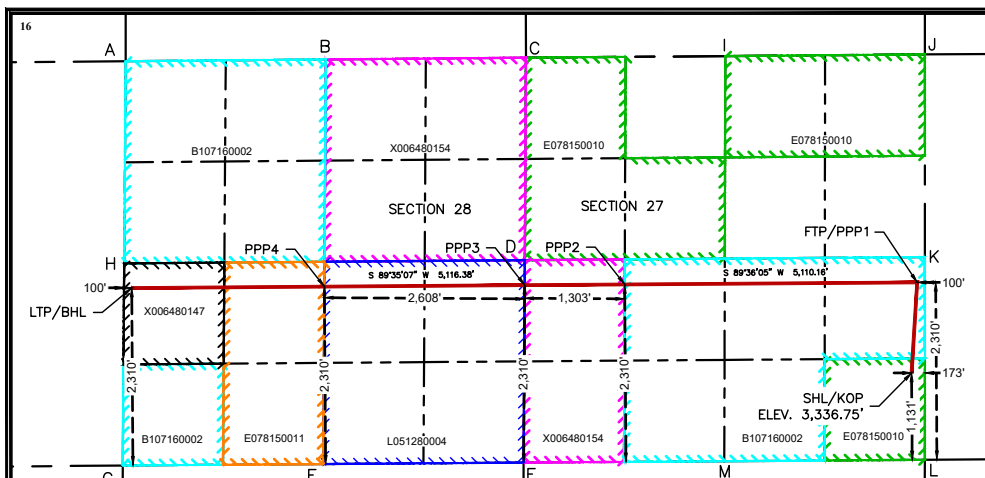 16
A
B
C
I
J
B107160002
X006480154
E078150010
E078150010
SECTION 28
SECTION 27
FTP/PPP1
H
PPP4
PPP3
D
PPP2
K
S 89°35'07" W 5,116.38'
S 89°36'05" W 5,110.16'
100'
100'
2,608'
1,303'
LTP/BHL
X006480147
2,310'
2,310'
2,310'
2,310'
2,310'
173'
SHL/KOP
ELEV. 3,336.75'
1,131'
B107160002
E078150011
L051280004
X006480154
B107160002
E078150010
M
L